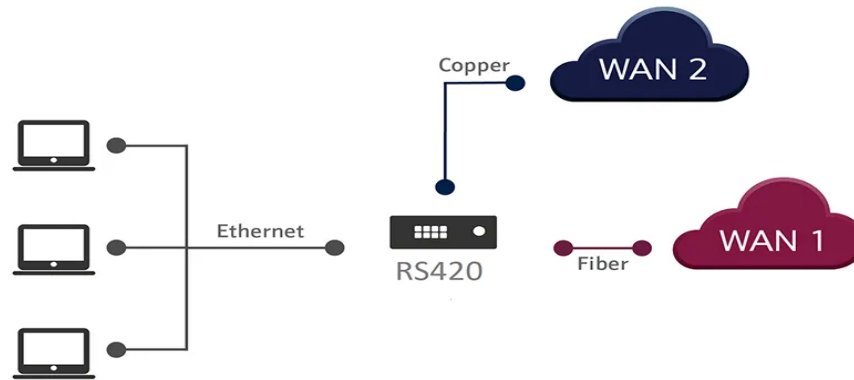 Copper
WAN 2
Ethernet
WAN 1
Fiber
RS420